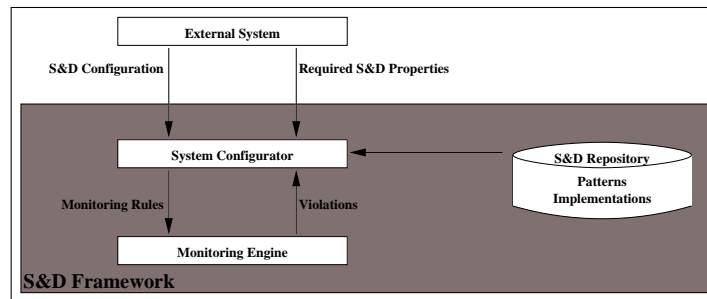 External System
S&D Configuration
Required S&D Properties
System Configurator
S&D Repository
Patterns
Implementations
Monitoring Rules
Violations
Monitoring Engine
S&D Framework